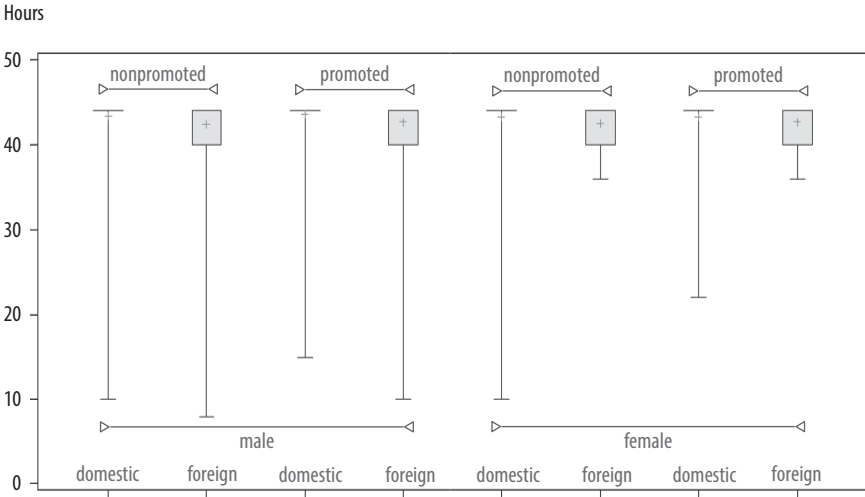 Hours
50
nonpromoted promoted nonpromoted promoted
40
30
20
10
male female
domestic foreign domestic foreign domestic foreign domestic foreign
0